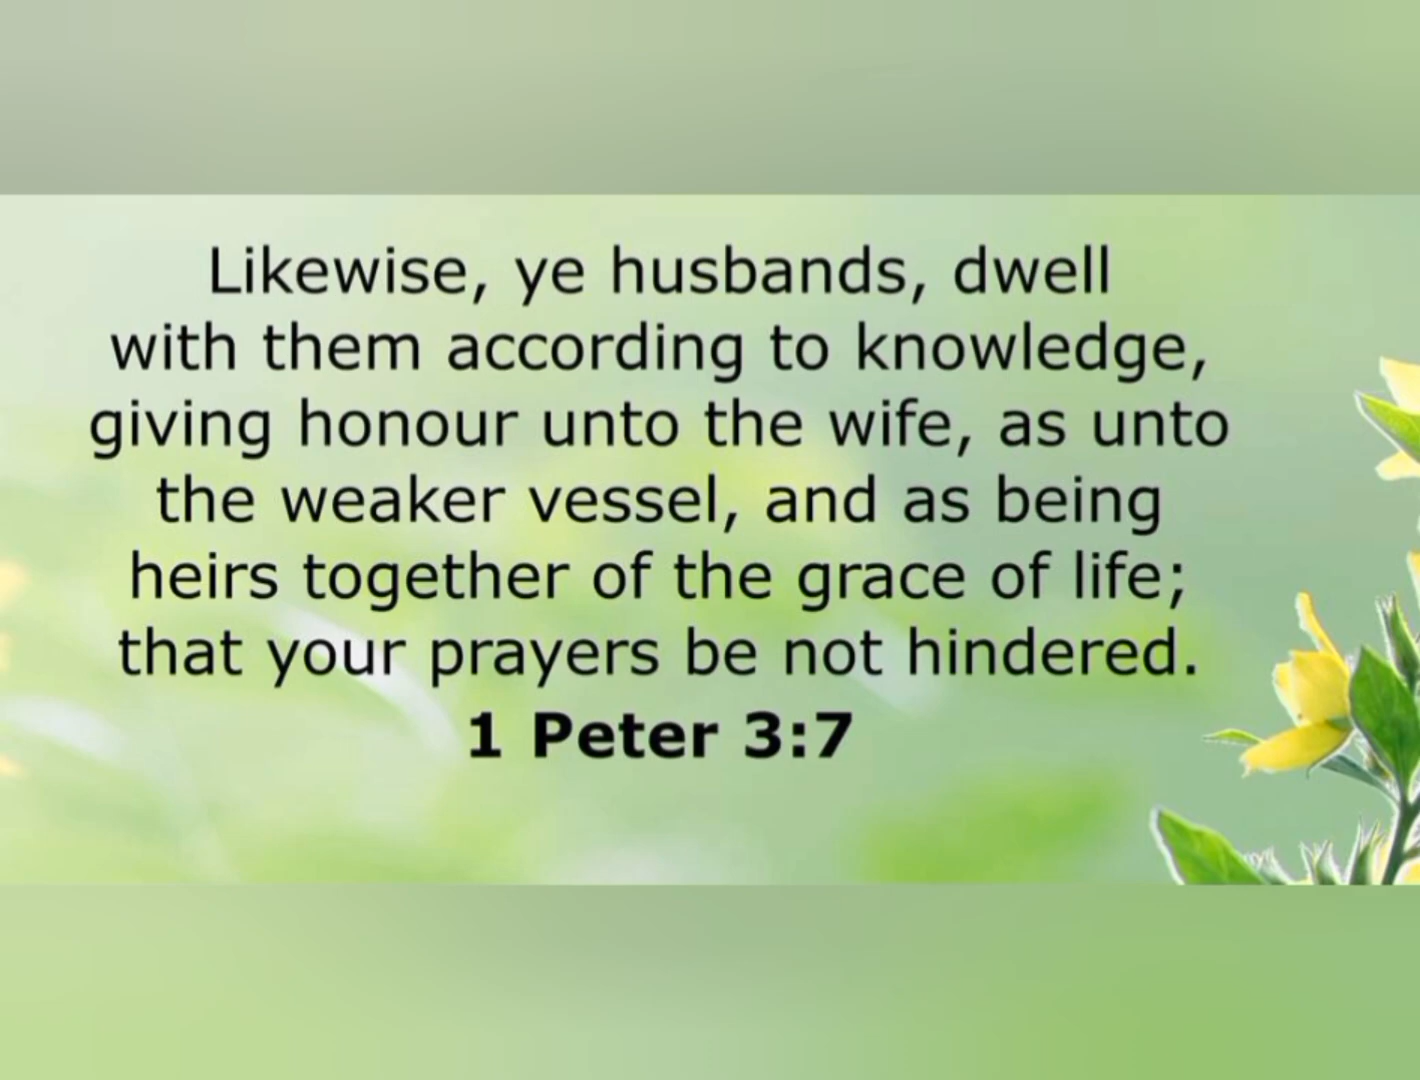 Likewise, ye husbands, dwell
with them according to knowledge,
giving honour unto the wife, as unto
the weaker vessel, and as being
heirs together of the grace of life;
that your prayers be not hindered.
1 Peter 3:7